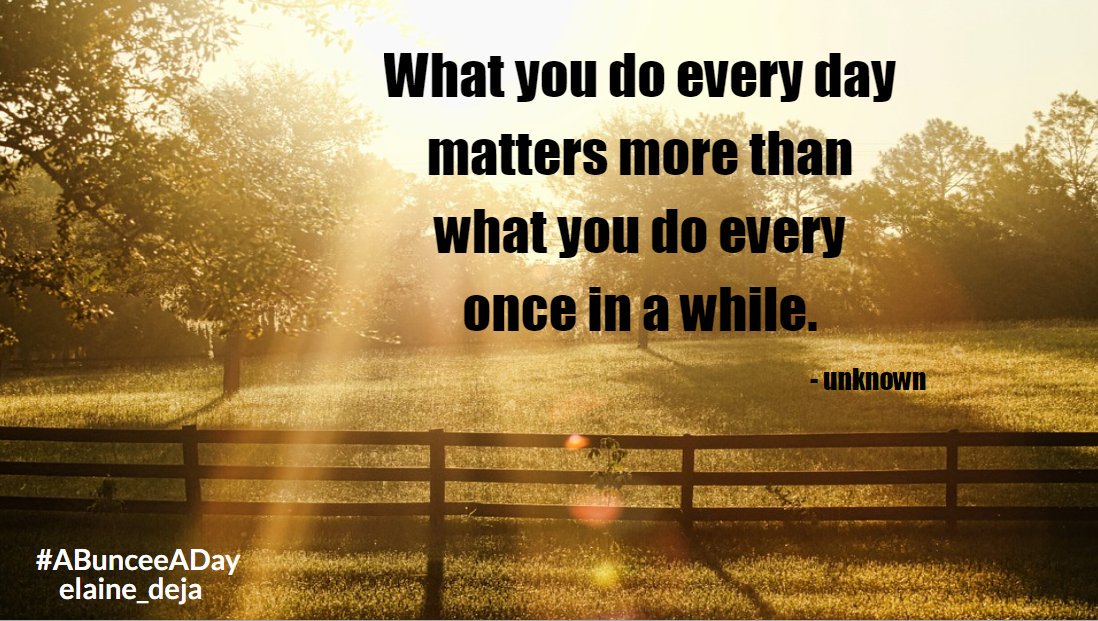 What you do every day
matters more than
what you do every
once in a while.
- unknown
#ABunceeADay
elaine_deja